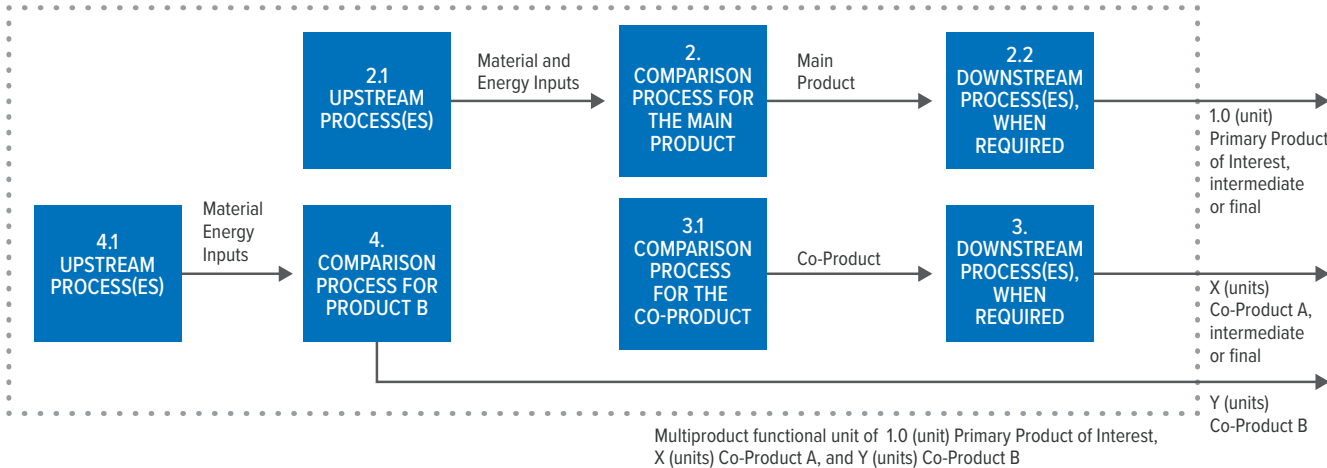 2.1
UPSTREAM
PROCESS(ES)
Material and
Energy Inputs
2.
COMPARISON
PROCESS FOR
THE MAIN
PRODUCT
Main
Product
2.2
DOWNSTREAM
PROCESS(ES),
WHEN
REQUIRED
1.0 (unit)
Primary Product
of Interest,
intermediate
or final
4.1
UPSTREAM
PROCESS(ES)
Material
Energy
Inputs
4.
COMPARISON
PROCESS FOR
PRODUCT B
3.1
COMPARISON
PROCESS
FOR THE
CO-PRODUCT
Co-Product
3.
DOWNSTREAM
PROCESS(ES),
WHEN
REQUIRED
X (units)
Co-Product A,
intermediate
or final
Y (units)
Co-Product B
Multiproduct functional unit of 1.0 (unit) Primary Product of Interest,
X (units) Co-Product A, and Y (units) Co-Product B